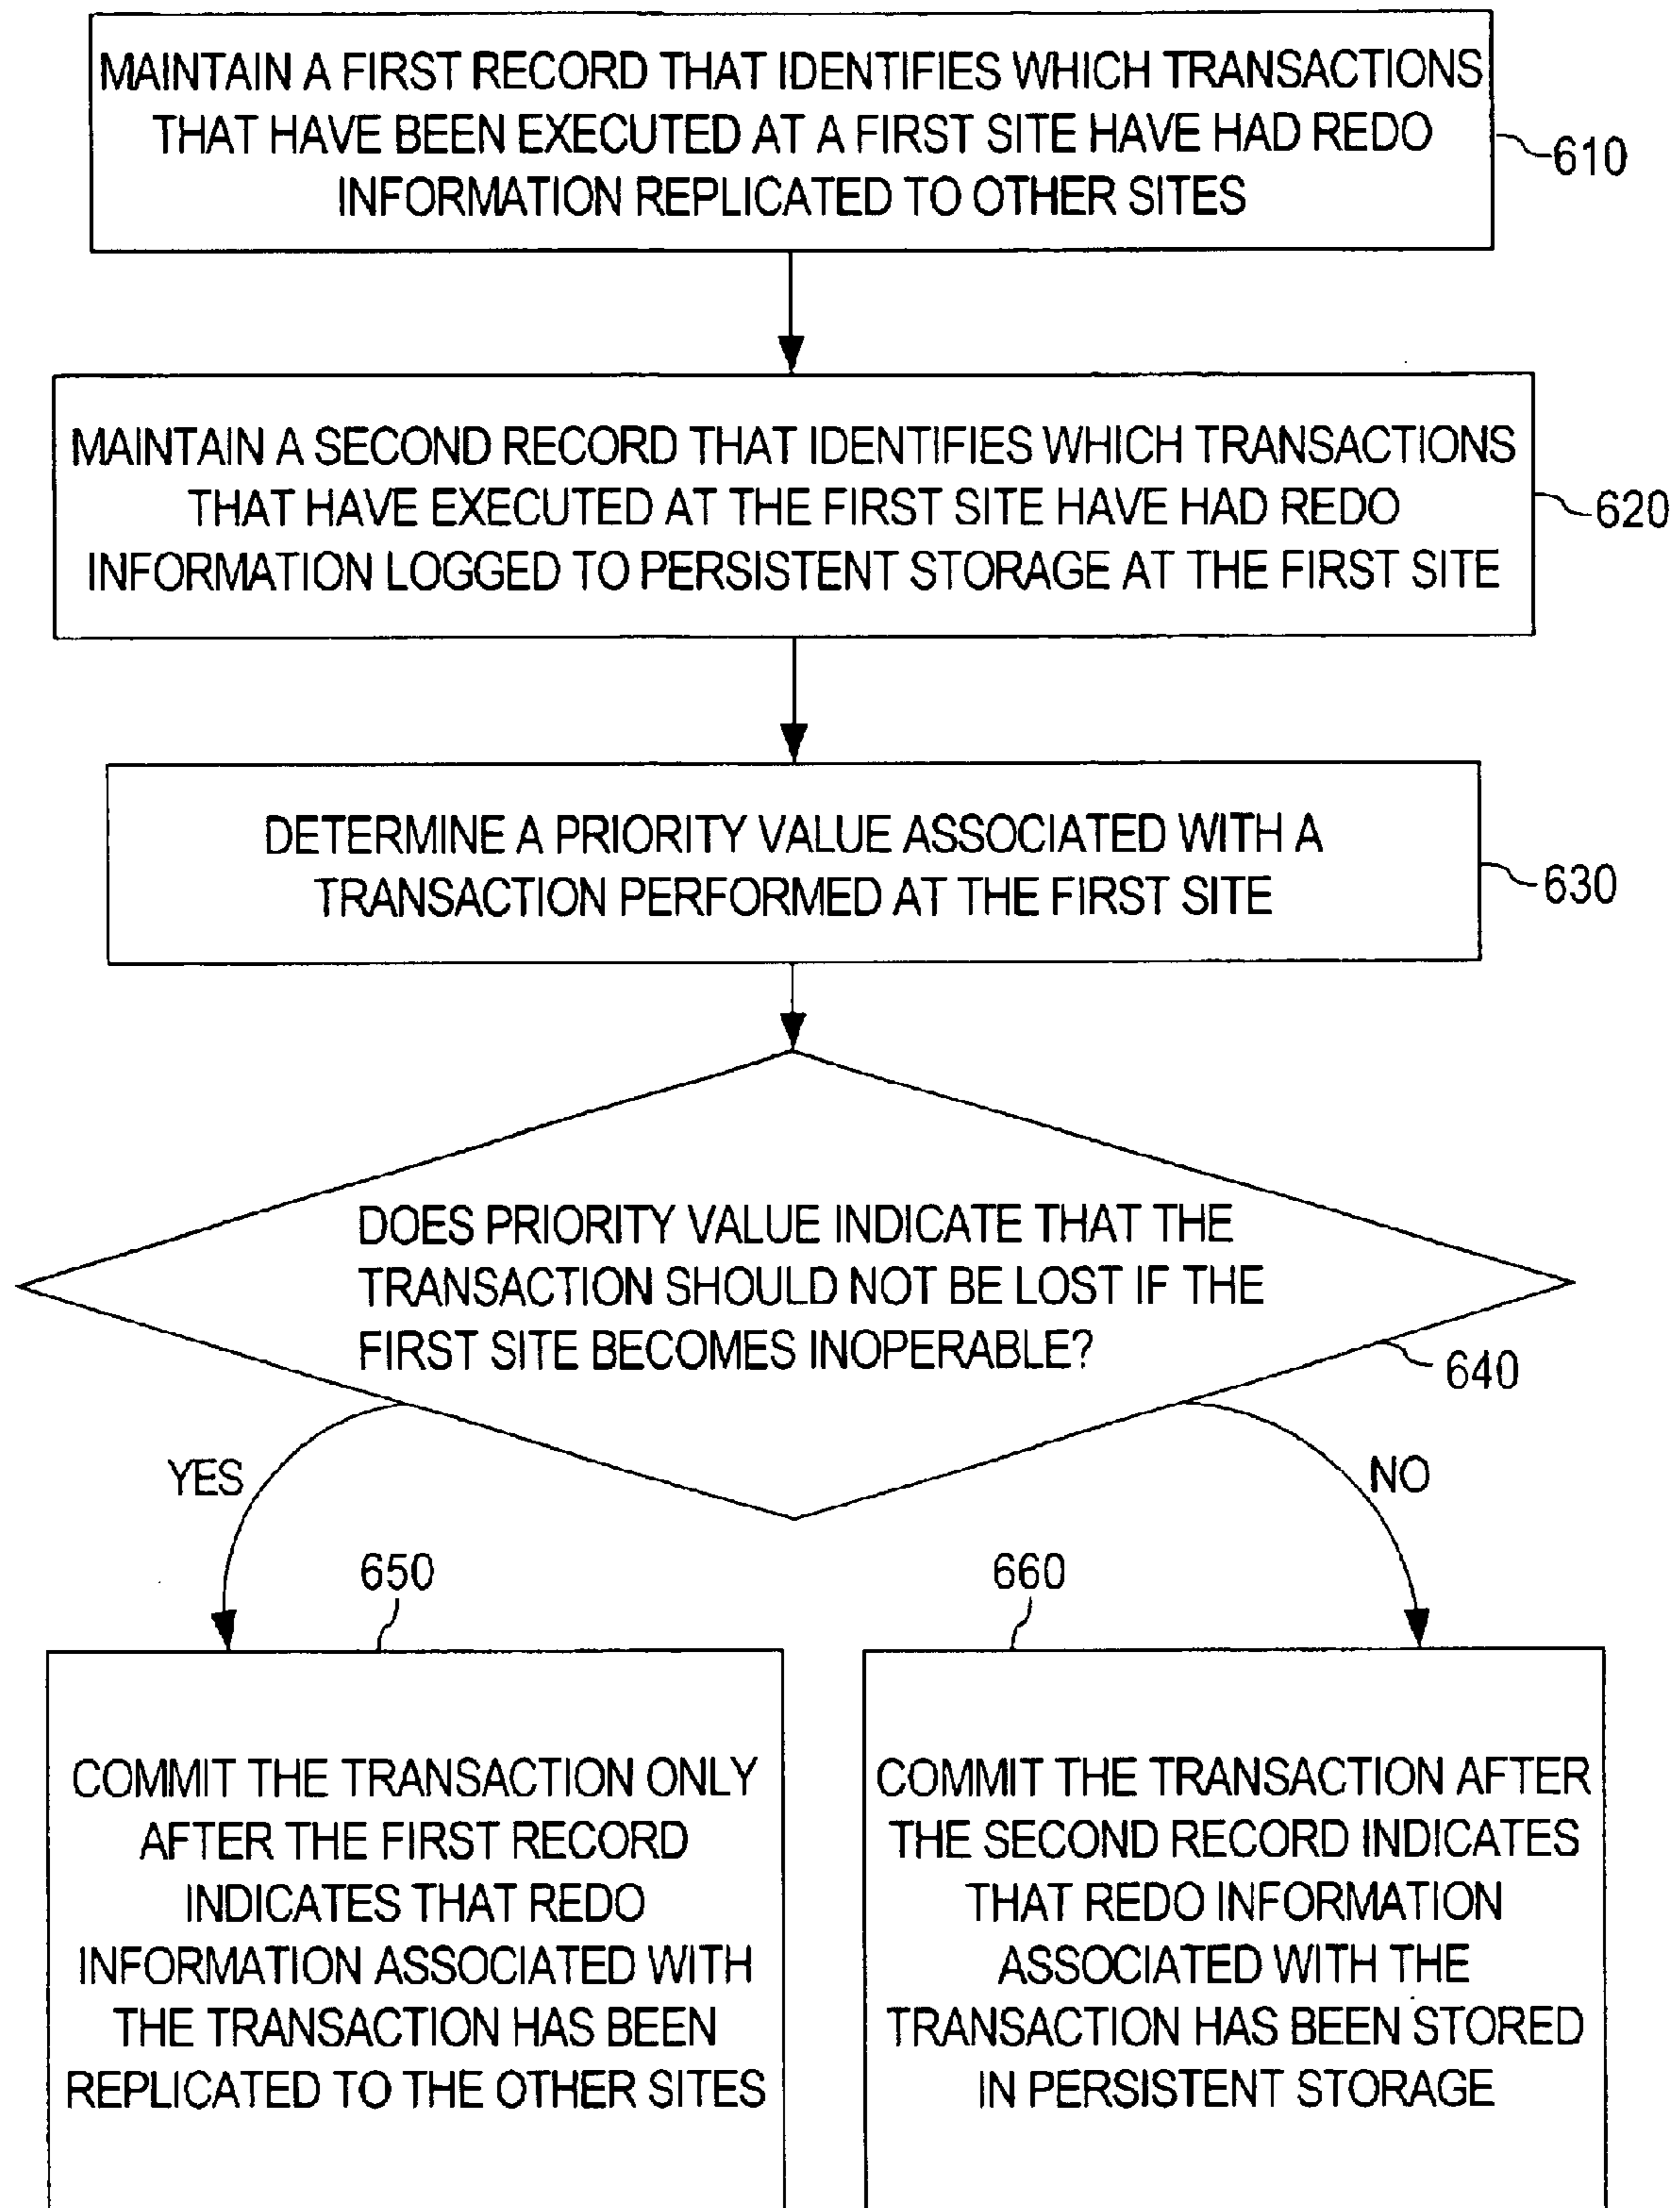 MAINTAIN A FIRST RECORD THAT IDENTIFIES WHICH TRANSACTIONS
THAT HAVE BEEN EXECUTED AT A FIRST SITE HAVE HAD REDO
INFORMATION REPLICATED TO OTHER SITES
610
MAINTAIN A SECOND RECORD THAT IDENTIFIES WHICH TRANSACTIONS
THAT HAVE EXECUTED AT THE FIRST SITE HAVE HAD REDO
INFORMATION LOGGED TO PERSISTENT STORAGE AT THE FIRST SITE
620
DETERMINE A PRIORITY VALUE ASSOCIATED WITH A
TRANSACTION PERFORMED AT THE FIRST SITE
630
DOES PRIORITY VALUE INDICATE THAT THE
TRANSACTION SHOULD NOT BE LOST IF THE
FIRST SITE BECOMES INOPERABLE?
640
YES
NO
650
660
COMMIT THE TRANSACTION ONLY
AFTER THE FIRST RECORD
INDICATES THAT REDO
INFORMATION ASSOCIATED WITH
THE TRANSACTION HAS BEEN
REPLICATED TO THE OTHER SITES
COMMIT THE TRANSACTION AFTER
THE SECOND RECORD INDICATES
THAT REDO INFORMATION
ASSOCIATED WITH THE
TRANSACTION HAS BEEN STORED
IN PERSISTENT STORAGE